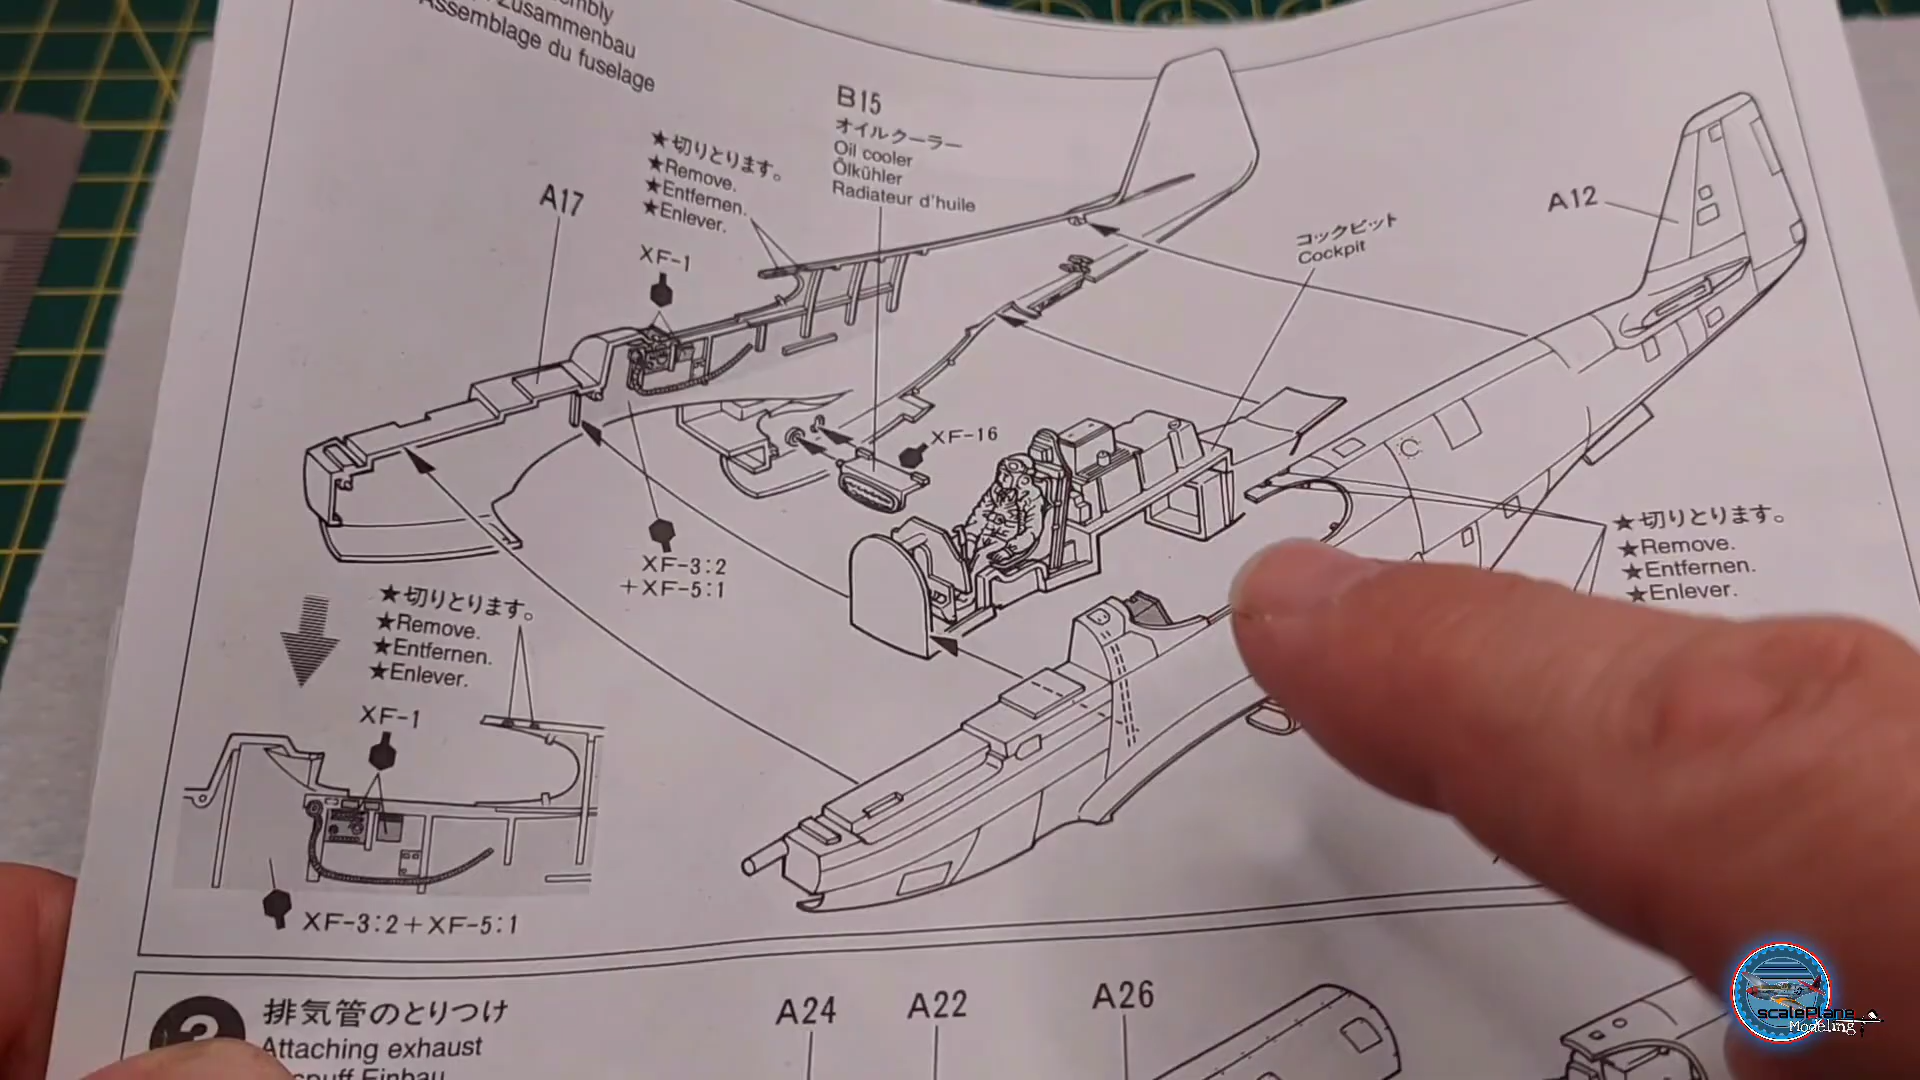 Zusammenbau
Assemblage du fuselage
B15
オイルクーラー
Oil cooler
Ölkühler
Radiateur d'huile
★切りとります。
★Remove.
★Entfernen.
★Enlever.
A17
XF-1
A12
コックピット
Cockpit
XF-16
XF-3:2
+XF-5:1
★切りとります。
★Remove.
★Entfernen.
★Enlever.
★切りとります。
★Remove.
★Entfernen.
★Enlever.
XF-1
XF-3:2+XF-5:1
3
排気管のとりつけ
Attaching exhaust
Einbau
A24
A22
A26
scalePlane
Modeling